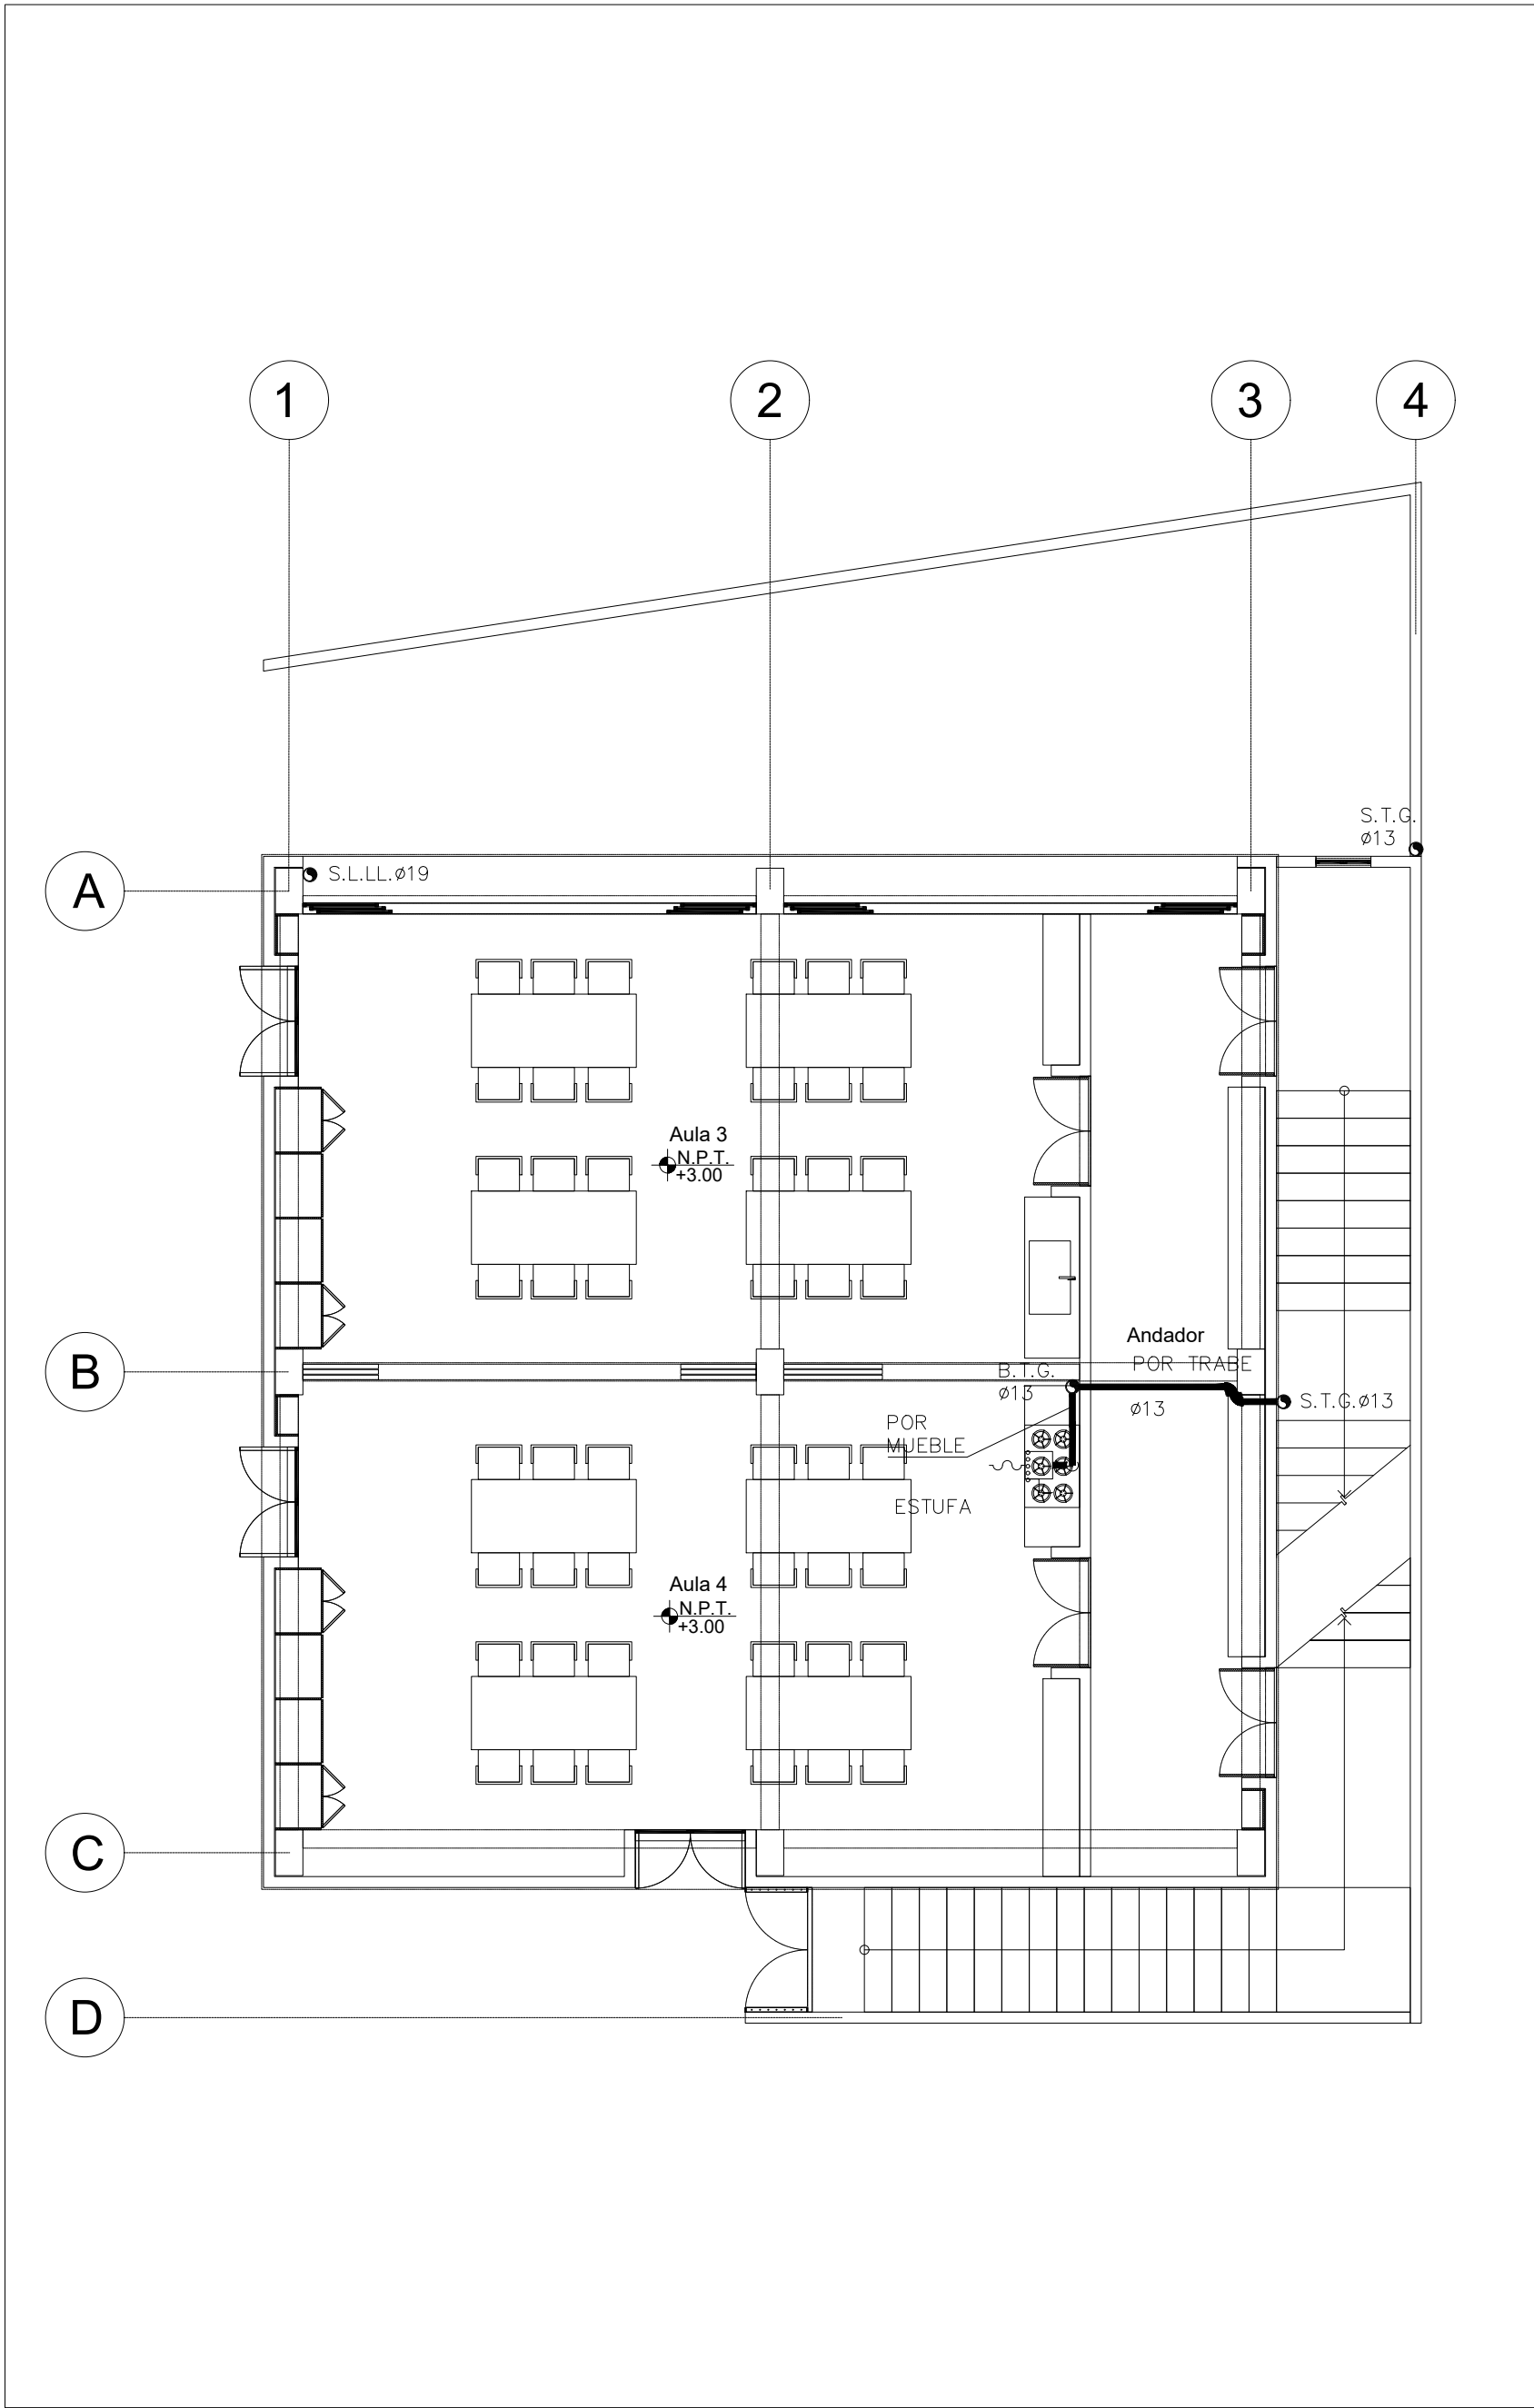 1
2
3
4
S.T.G.
ø13
A
S.L.LL.ø19
Aula 3
N.P.T.
+3.00
Andador
POR TRABE
B
B.T.G.
ø13
ø13
S.T.G.ø13
POR
MUEBLE
ESTUFA
Aula 4
N.P.T.
+3.00
C
D